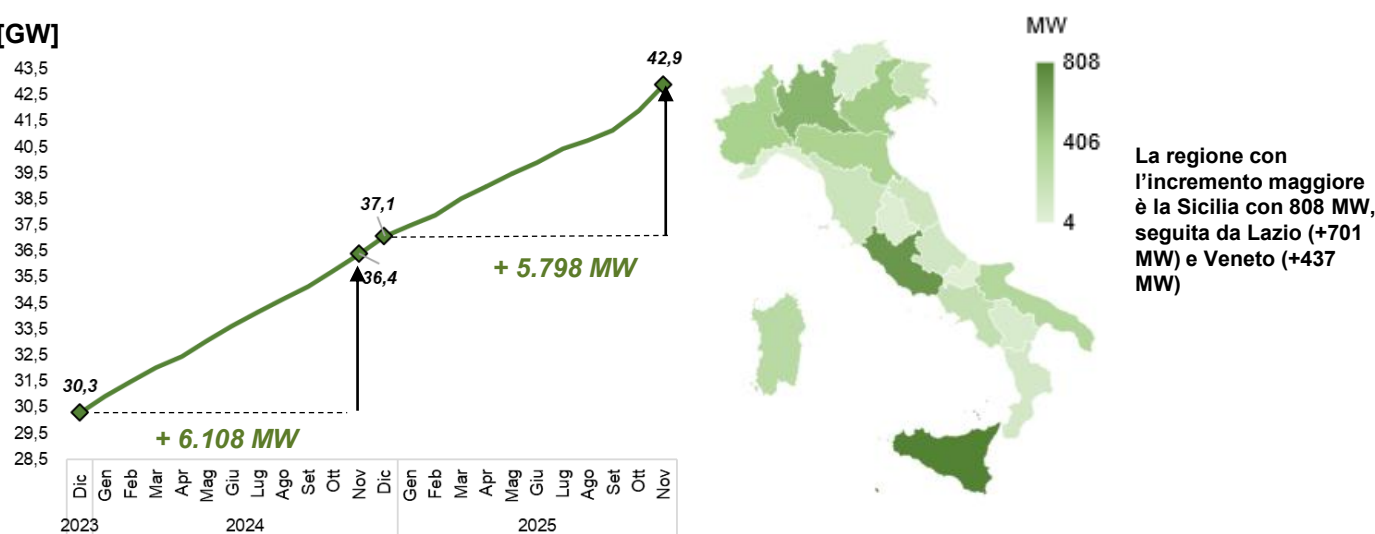 [GW]
43,5
42,5
41,5
40,5
39,5
38,5
37,5
36,5
35,5
34,5
33,5
32,5
31,5
30,5
29,5
28,5
30,3
36,4
37,1
42,9
+ 6.108 MW
+ 5.798 MW
Dic Gen Feb Mar Apr Mag Giu Lug Ago Set Ott Nov Dic Gen Feb Mar Apr Mag Giu Lug Ago Set Ott Nov
2023 2024 2025
MW
808
406
4
La regione con
l’incremento maggiore
è la Sicilia con 808 MW,
seguita da Lazio (+701
MW) e Veneto (+437
MW)